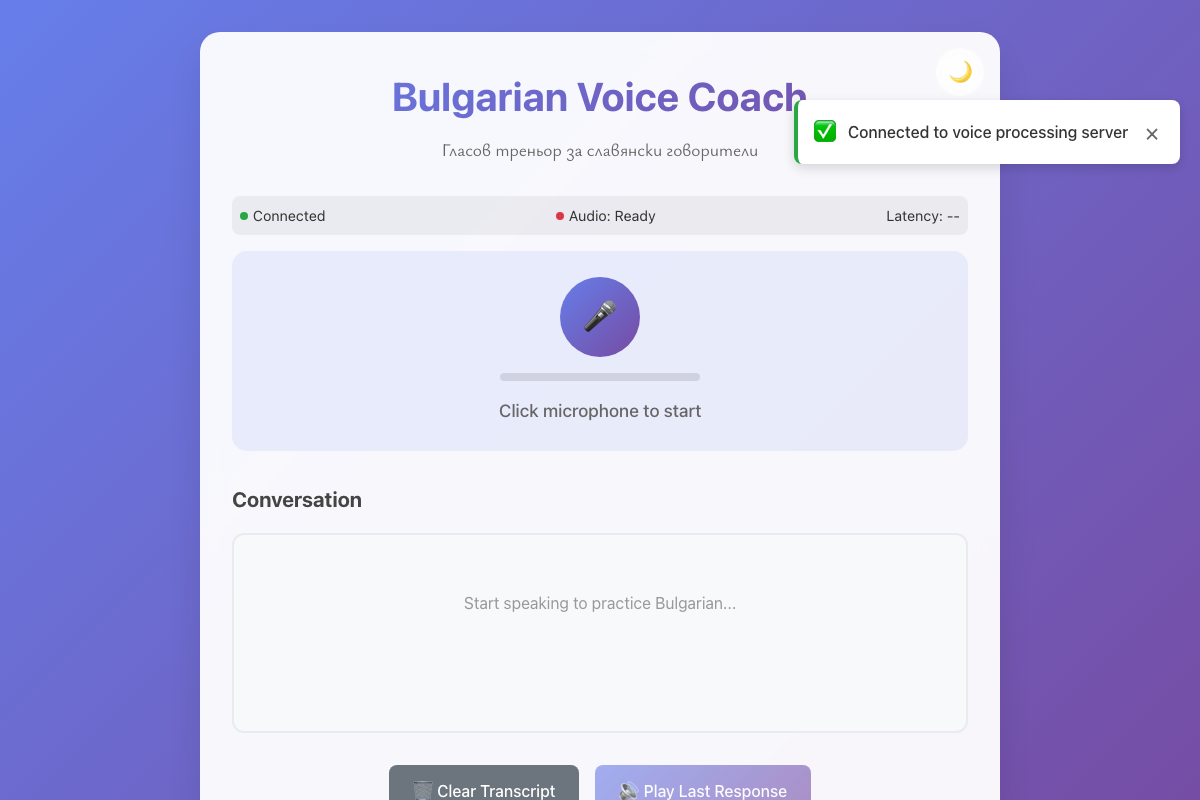 Bulgarian Voice Coach
Connected to voice processing server ×
Гласов треньор за славянски говорители
Connected
Audio: Ready
Latency: --
Click microphone to start
Conversation
Start speaking to practice Bulgarian...
Clear Transcript
Play Last Response